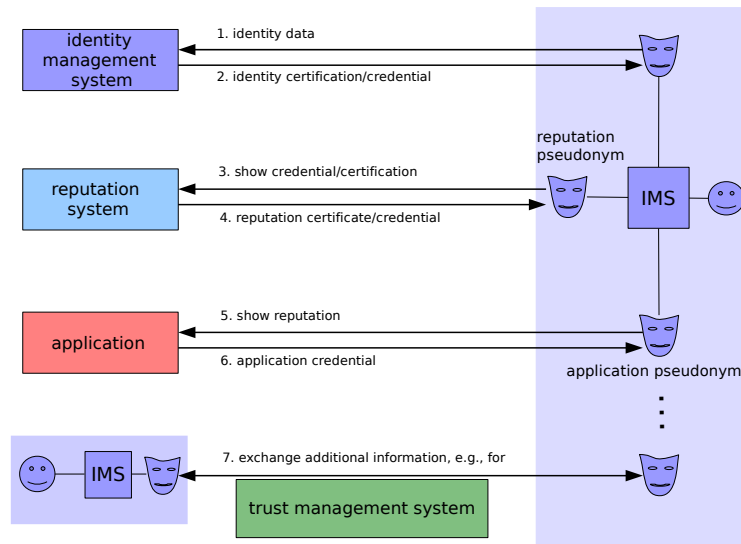 identity
management
system
1. identity data
2. identity certification/credential
reputation
pseudonym
reputation
system
3. show credential/certification
4. reputation certificate/credential
IMS
application
5. show reputation
6. application credential
application pseudonym
IMS
7. exchange additional information, e.g., for
trust management system